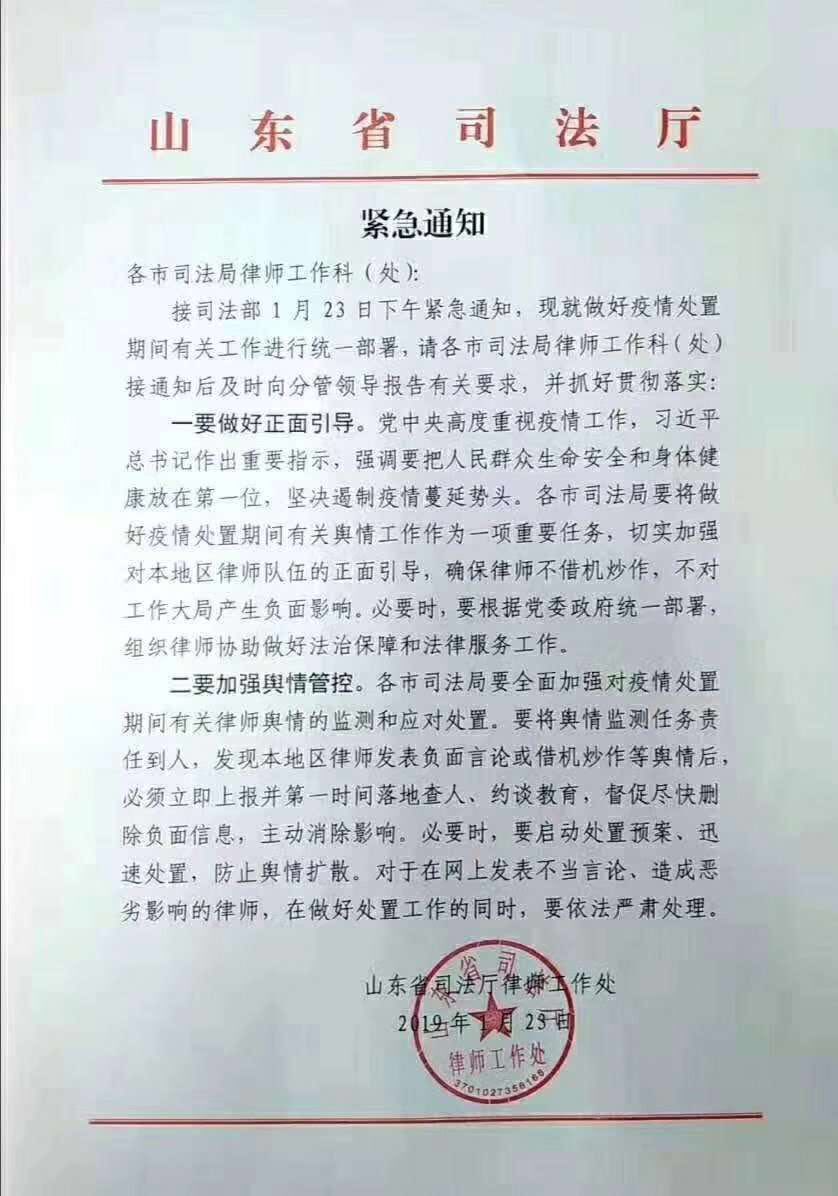 山东省司法厅
紧急通知
各市司法局律师工作科（处）：
接司法部 1 月 23 日下午紧急通知，现就做好疫情处置
期间有关工作进行统一部署，请各市司法局律师工作科（处）
接通知后及时向分管领导报告有关要求，并抓好贯彻落实：
一要做好正面引导。党中央高度重视疫情工作，习近平
总书记作出重要指示，强调要把人民群众生命安全和身体健
康放在第一位，坚决遏制疫情蔓延势头。各市司法局要将做
好疫情处置期间有关舆情工作作为一项重要任务，切实加强
对本地区律师队伍的正面引导，确保律师不借机炒作，不对
工作大局产生负面影响。必要时，要根据党委政府统一部署，
组织律师协助做好法治保障和法律服务工作。
二要加强舆情管控。各市司法局要全面加强对疫情处置
期间有关律师舆情的监测和应对处置。要将舆情监测任务责
任到人，发现本地区律师发表负面言论或借机炒作等舆情后，
必须立即上报并第一时间落地查人、约谈教育，督促尽快删
除负面信息，主动消除影响。必要时，要启动处置预案、迅
速处置，防止舆情扩散。对于在网上发表不当言论、造成恶
劣影响的律师，在做好处置工作的同时，要依法严肃处理。
山东省司法厅律师工作处
2019 年 1 月 23 日
山东省司法厅
律师工作处
3701027358168